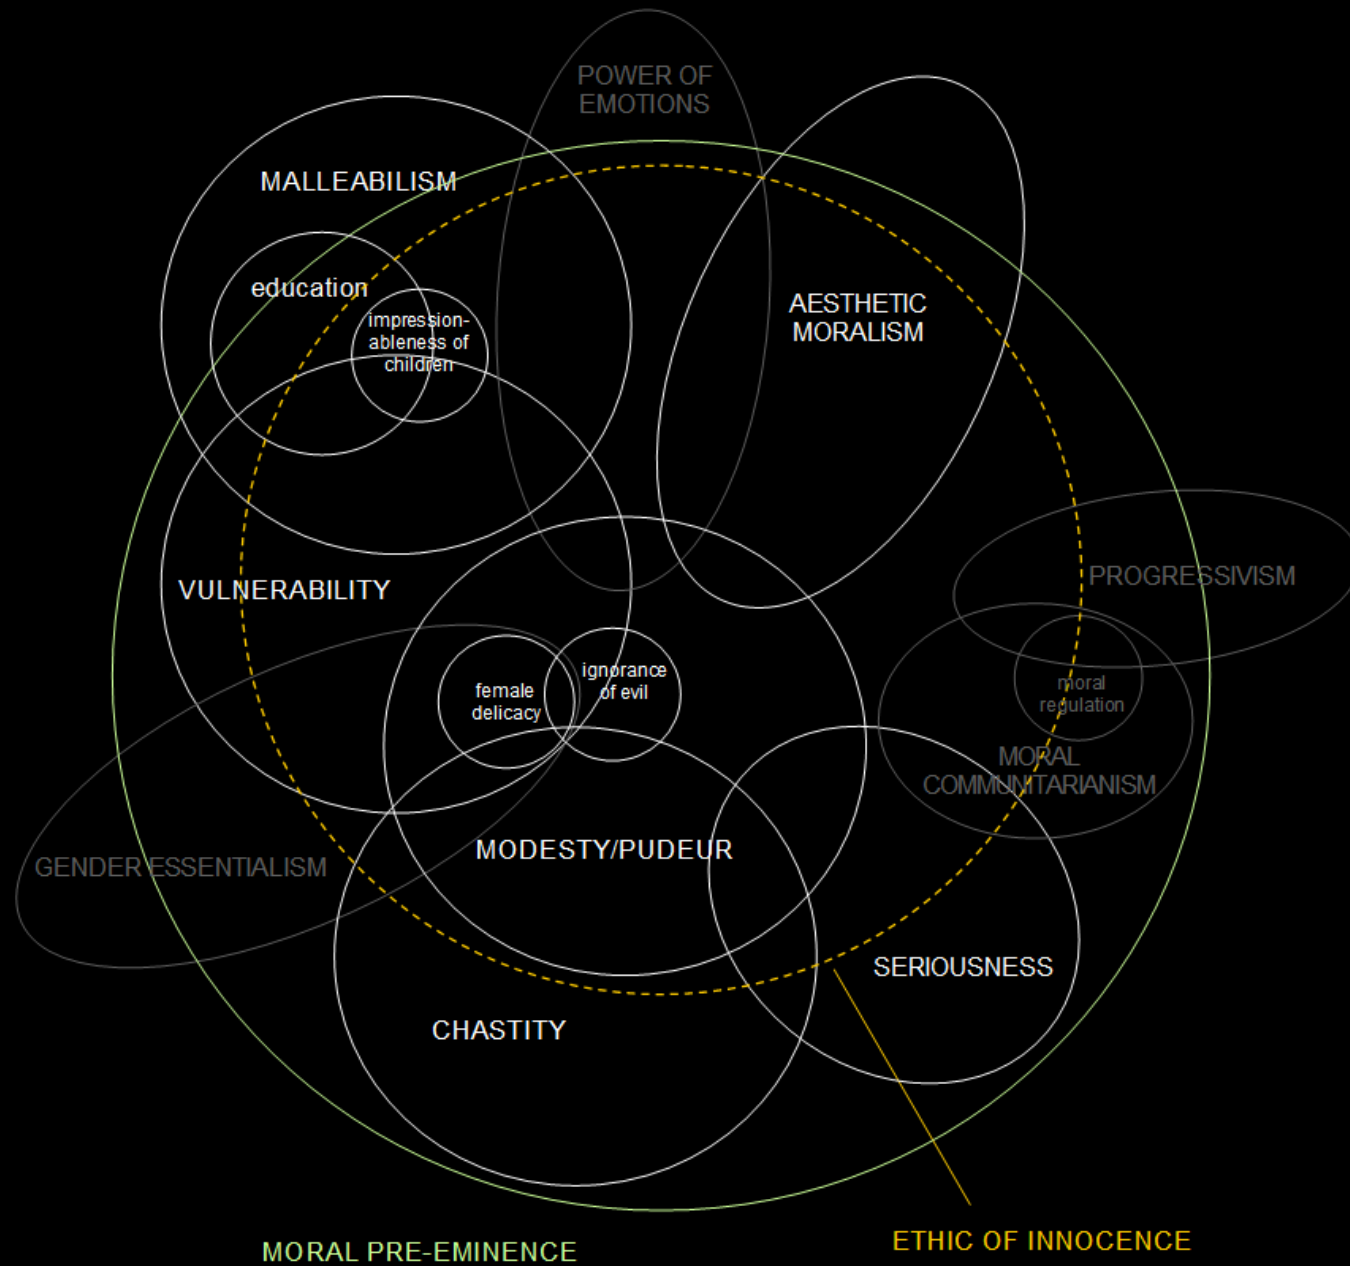 POWER OF
EMOTIONS
MALLEABILISM
education
impression-
ableness of
children
AESTHETIC
MORALISM
VULNERABILITY
PROGRESSIVISM
ignorance
of evil
female
delicacy
moral
regulation
MORAL
COMMUNITARIANISM
MODESTY/PUDEUR
GENDER ESSENTIALISM
SERIOUSNESS
CHASTITY
ETHIC OF INNOCENCE
MORAL PRE-EMINENCE